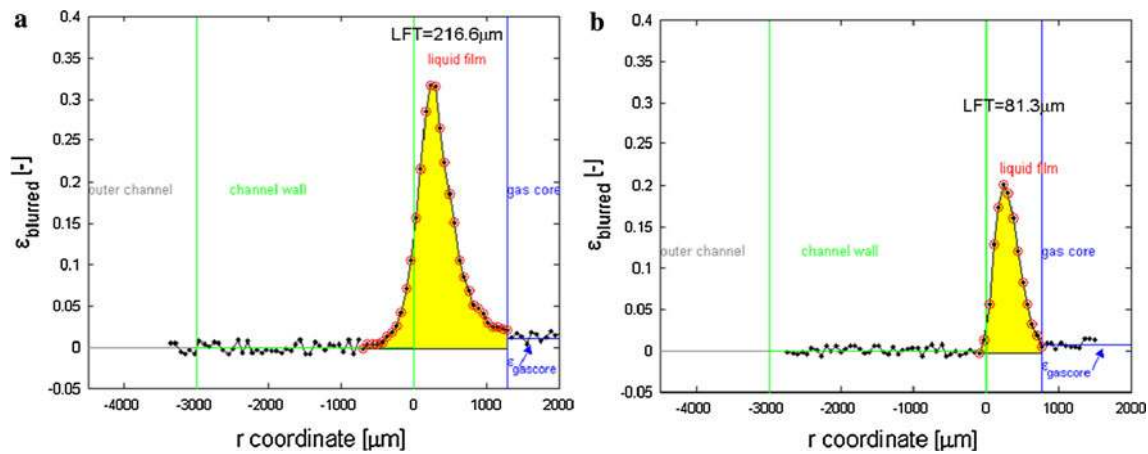 a
LFT=216.6μm
liquid film
0.4
0.35
0.3
0.25
0.2
0.15
0.1
0.05
0
-0.05
εblurred [-]
outer channel
channel wall
gas core
εgascore
-4000 -3000 -2000 -1000 0 1000 2000
r coordinate [μm]
b
LFT=81.3μm
liquid film
0.4
0.35
0.3
0.25
0.2
0.15
0.1
0.05
0
-0.05
εblurred [-]
outer channel
channel wall
gas core
εgascore
-4000 -3000 -2000 -1000 0 1000 2000
r coordinate [μm]